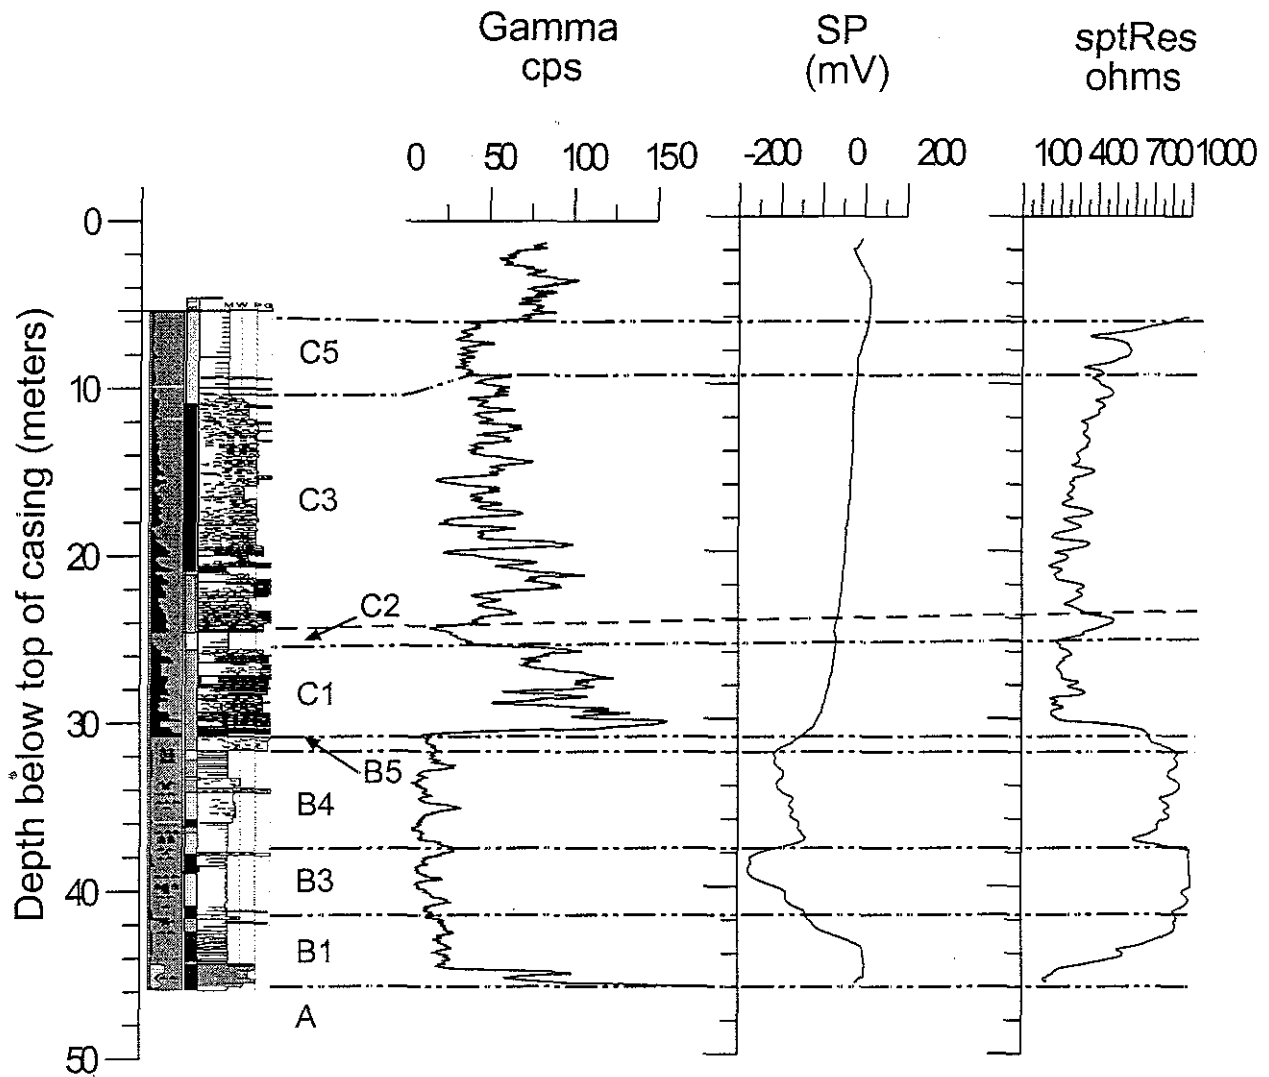 Gamma
cps
SP
(mV)
sptRes
ohms
0 50 100 150
-200 0 200
100 400 700 1000
Depth below top of casing (meters)
0
10
20
30
40
50
M W P G
C5
C3
C2
C1
B5
B4
B3
B1
A